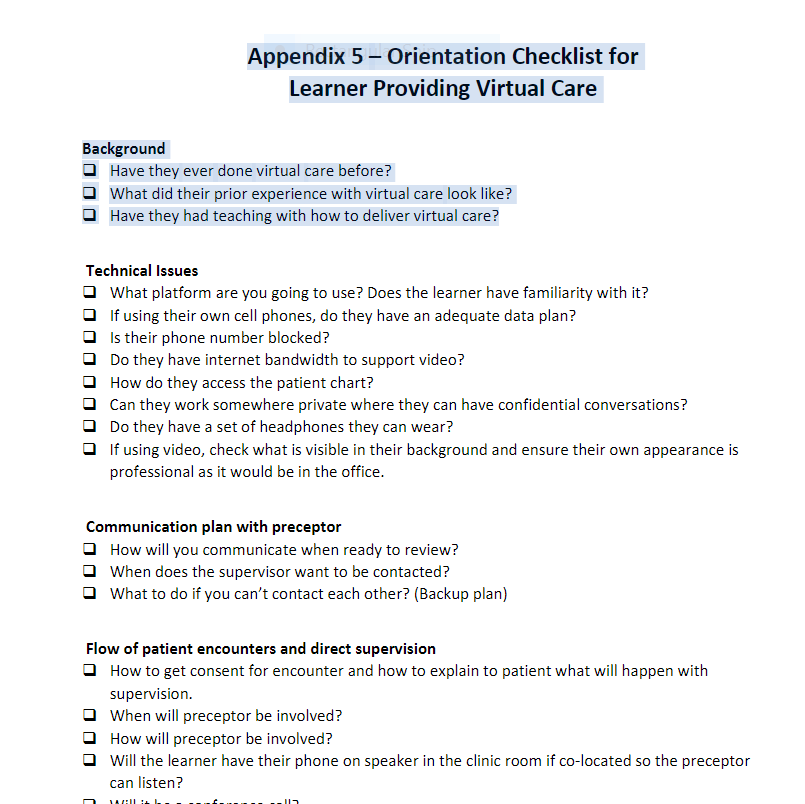 Appendix 5 – Orientation Checklist for
Learner Providing Virtual Care
Background
❑ Have they ever done virtual care before?
❑ What did their prior experience with virtual care look like?
❑ Have they had teaching with how to deliver virtual care?
Technical Issues
❑ What platform are you going to use? Does the learner have familiarity with it?
❑ If using their own cell phones, do they have an adequate data plan?
❑ Is their phone number blocked?
❑ Do they have internet bandwidth to support video?
❑ How do they access the patient chart?
❑ Can they work somewhere private where they can have confidential conversations?
❑ Do they have a set of headphones they can wear?
❑ If using video, check what is visible in their background and ensure their own appearance is
professional as it would be in the office.
Communication plan with preceptor
❑ How will you communicate when ready to review?
❑ When does the supervisor want to be contacted?
❑ What to do if you can’t contact each other? (Backup plan)
Flow of patient encounters and direct supervision
❑ How to get consent for encounter and how to explain to patient what will happen with
supervision.
❑ When will preceptor be involved?
❑ How will preceptor be involved?
❑ Will the learner have their phone on speaker in the clinic room if co-located so the preceptor
can listen?
❑ Will it be a conference call?